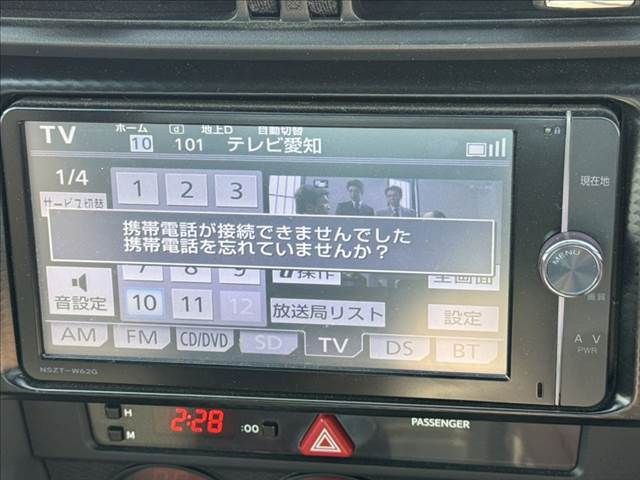 TV ホーム 10 d 地上D 101 自動切替 テレビ愛知
1/4 1 2 3
サービス切替
携帯電話が接続できませんでした
携帯電話を忘れていませんか？
7 8 9 i操作 全画面
音設定 10 11 12 放送局リスト 設定
AM FM CD/DVD SD TV DS BT
NSZT-W62G
現在地
MENU
画質
A V
PWR
H 2:28 :00 PASSENGER
M